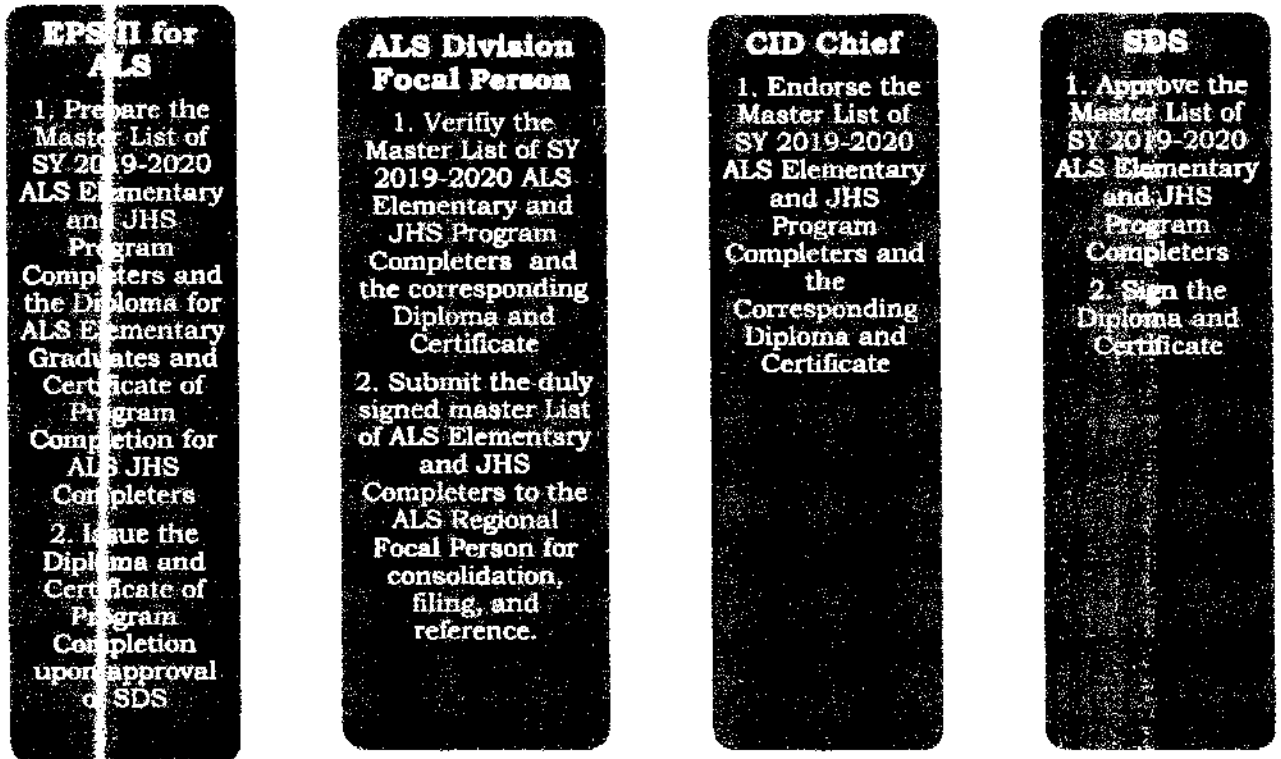 EPS II for
ALS
1. Prepare the
Master List of
SY 2019-2020
ALS Elementary
and JHS
Program
Completers and
the Diploma for
ALS Elementary
Graduates and
Certificate of
Program
Completion for
ALS JHS
Completers
2. Issue the
Diploma and
Certificate of
Program
Completion
upon approval
of SDS
ALS Division
Focal Person
1. Verifiy the
Master List of SY
2019-2020 ALS
Elementary and
JHS Program
Completers and
the corresponding
Diploma and
Certificate
2. Submit the duly
signed master List
of ALS Elementary
and JHS
Completers to the
ALS Regional
Focal Person for
consolidation,
filing, and
reference.
CID Chief
1. Endorse the
Master List of
SY 2019-2020
ALS Elementary
and JHS
Program
Completers and
the
Corresponding
Diploma and
Certificate
SDS
1. Approve the
Master List of
SY 2019-2020
ALS Elementary
and JHS
Program
Completers
2. Sign the
Diploma and
Certificate